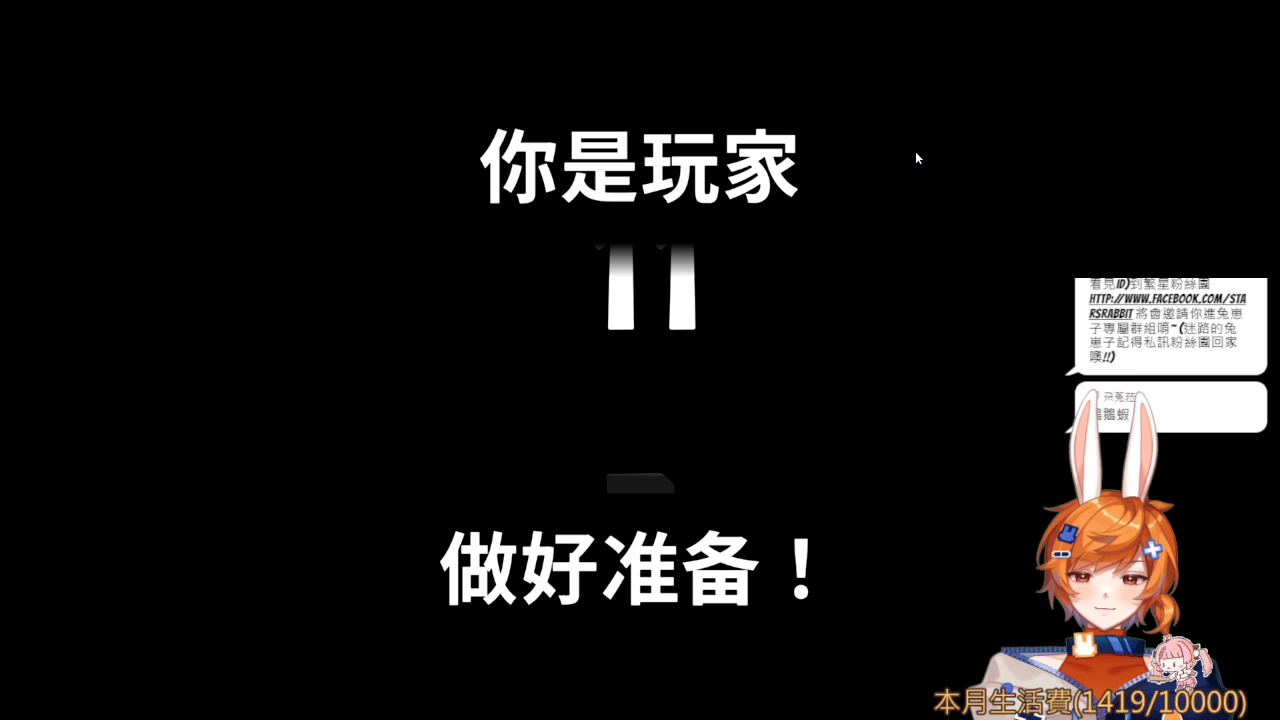 你是玩家
做好准备！
看見ID)到繁星粉絲團
HTTP://WWW.FACEBOOK.COM/STA
RSRABBIT 將會邀請你進兔崽
子專屬群組唷~(迷路的兔
崽子記得私訊粉絲團回家
噢!!)
鵝蝦
本月生活費(1419/10000)